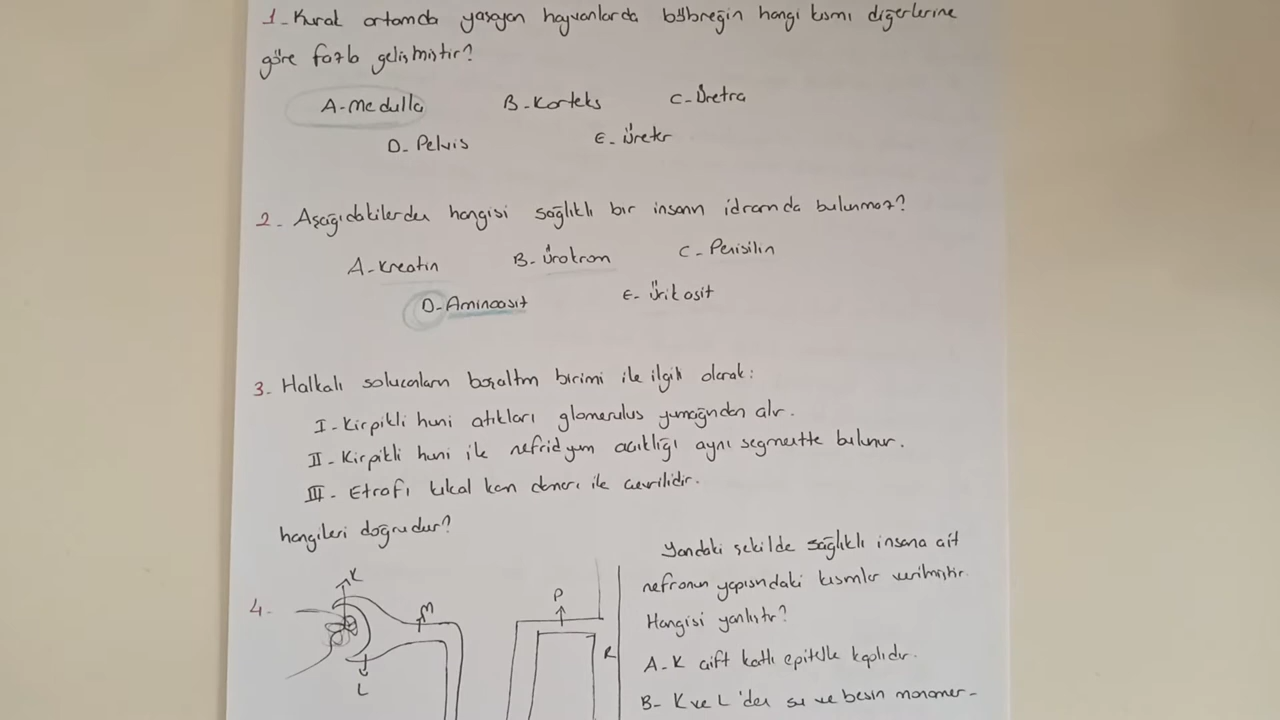 1- Kurak ortamda yaşayan hayvanlarda böbreğin hangi kısmı diğerlerine
göre fazla gelişmiştir?
A- Medulla B- Korteks C- Üretra
D- Pelvis E- Üreter
2- Aşağıdakilerden hangisi sağlıklı bir insanın idrarında bulunmaz?
A- Kreatin B- Ürokrom C- Penisilin
D- Aminoasit E- Ürik asit
3- Halkalı solucanların boşaltım birimi ile ilgili olarak:
I- Kirpikli huni atıkları glomerulus yumağından alır.
II- Kirpikli huni ile nefridyum açıklığı aynı segmentte bulunur.
III- Etrafı kılcal kan damarı ile çevrilidir.
hangileri doğrudur?
4-
K
M
L
P
R
Yandaki şekilde sağlıklı insana ait
nefronun yapısındaki kısımlar verilmiştir.
Hangisi yanlıştır?
A- K çift katlı epitelle kaplıdır.
B- K ve L'den su ve besin monomer-